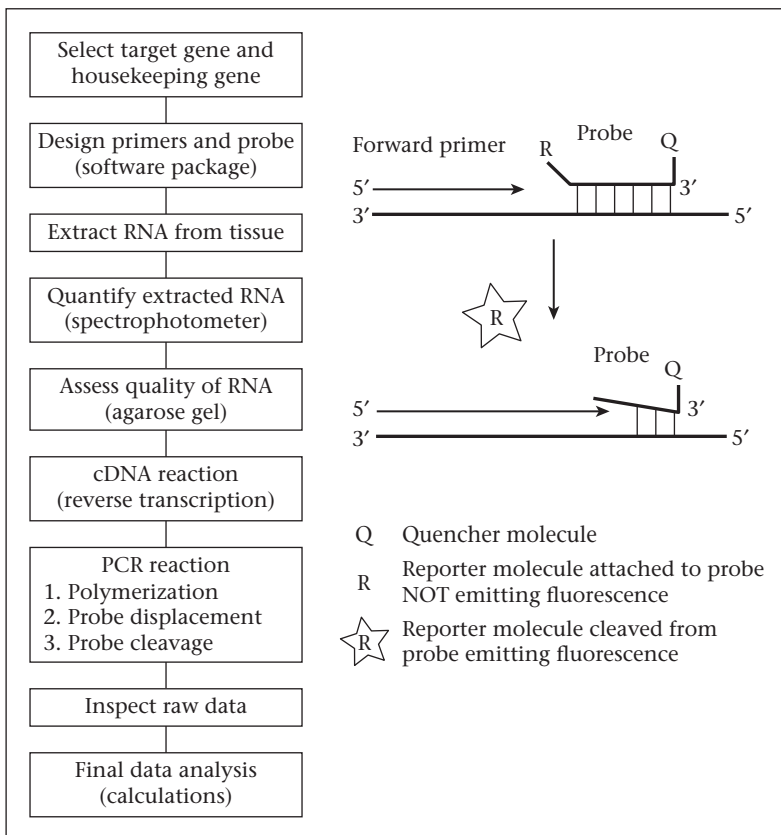 Select target gene and
housekeeping gene
Design primers and probe
(software package)
Extract RNA from tissue
Quantify extracted RNA
(spectrophotometer)
Assess quality of RNA
(agarose gel)
cDNA reaction
(reverse transcription)
PCR reaction
1. Polymerization
2. Probe displacement
3. Probe cleavage
Inspect raw data
Final data analysis
(calculations)
Forward primer
Probe
R
Q
5′
3′
3′
5′
R
Probe
Q
5′
3′
3′
5′
Q Quencher molecule
R Reporter molecule attached to probe
NOT emitting fluorescence
R Reporter molecule cleaved from
probe emitting fluorescence